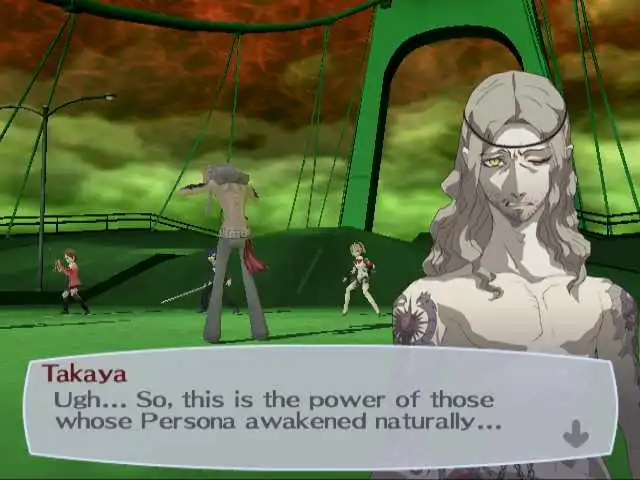 Takaya
Ugh... So, this is the power of those
whose Persona awakened naturally...